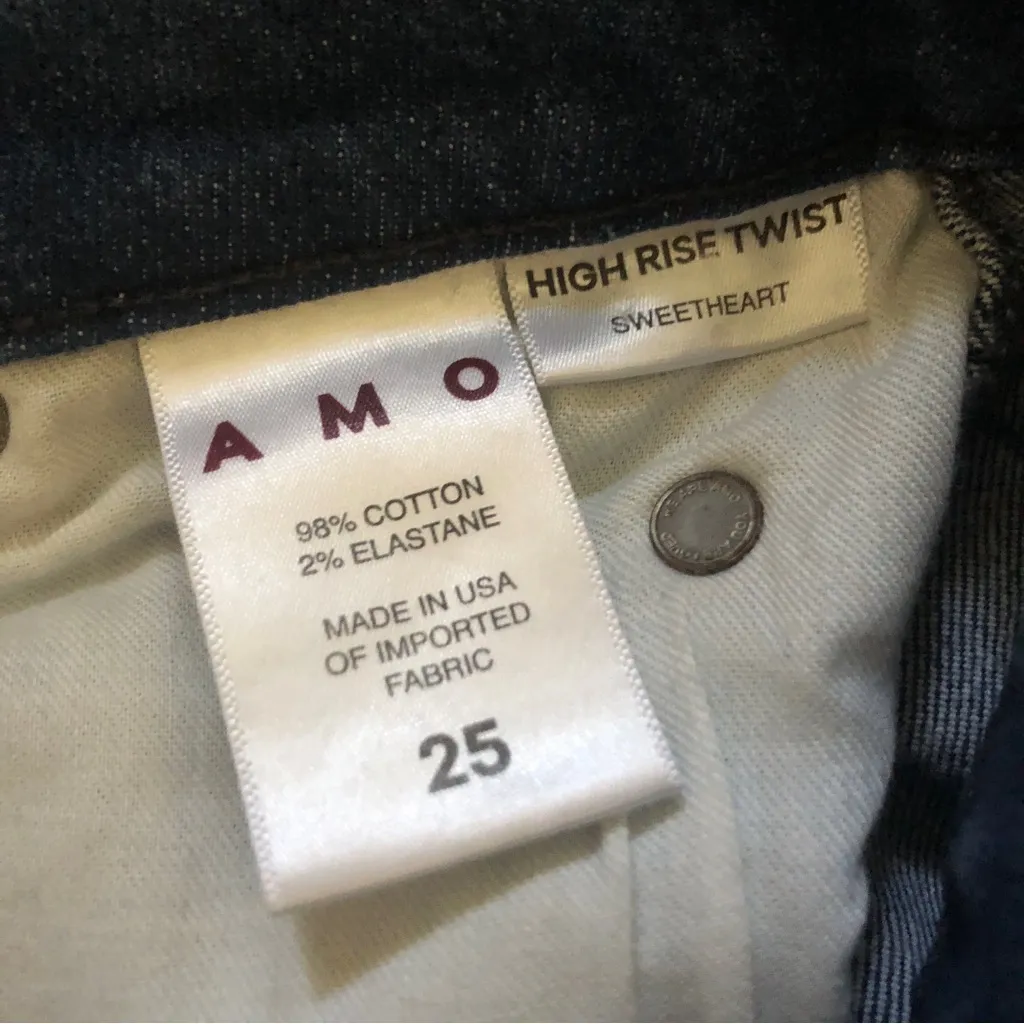 HIGH RISE TWIST
SWEETHEART
A M O
98% COTTON
2% ELASTANE
MADE IN USA
OF IMPORTED
FABRIC
25